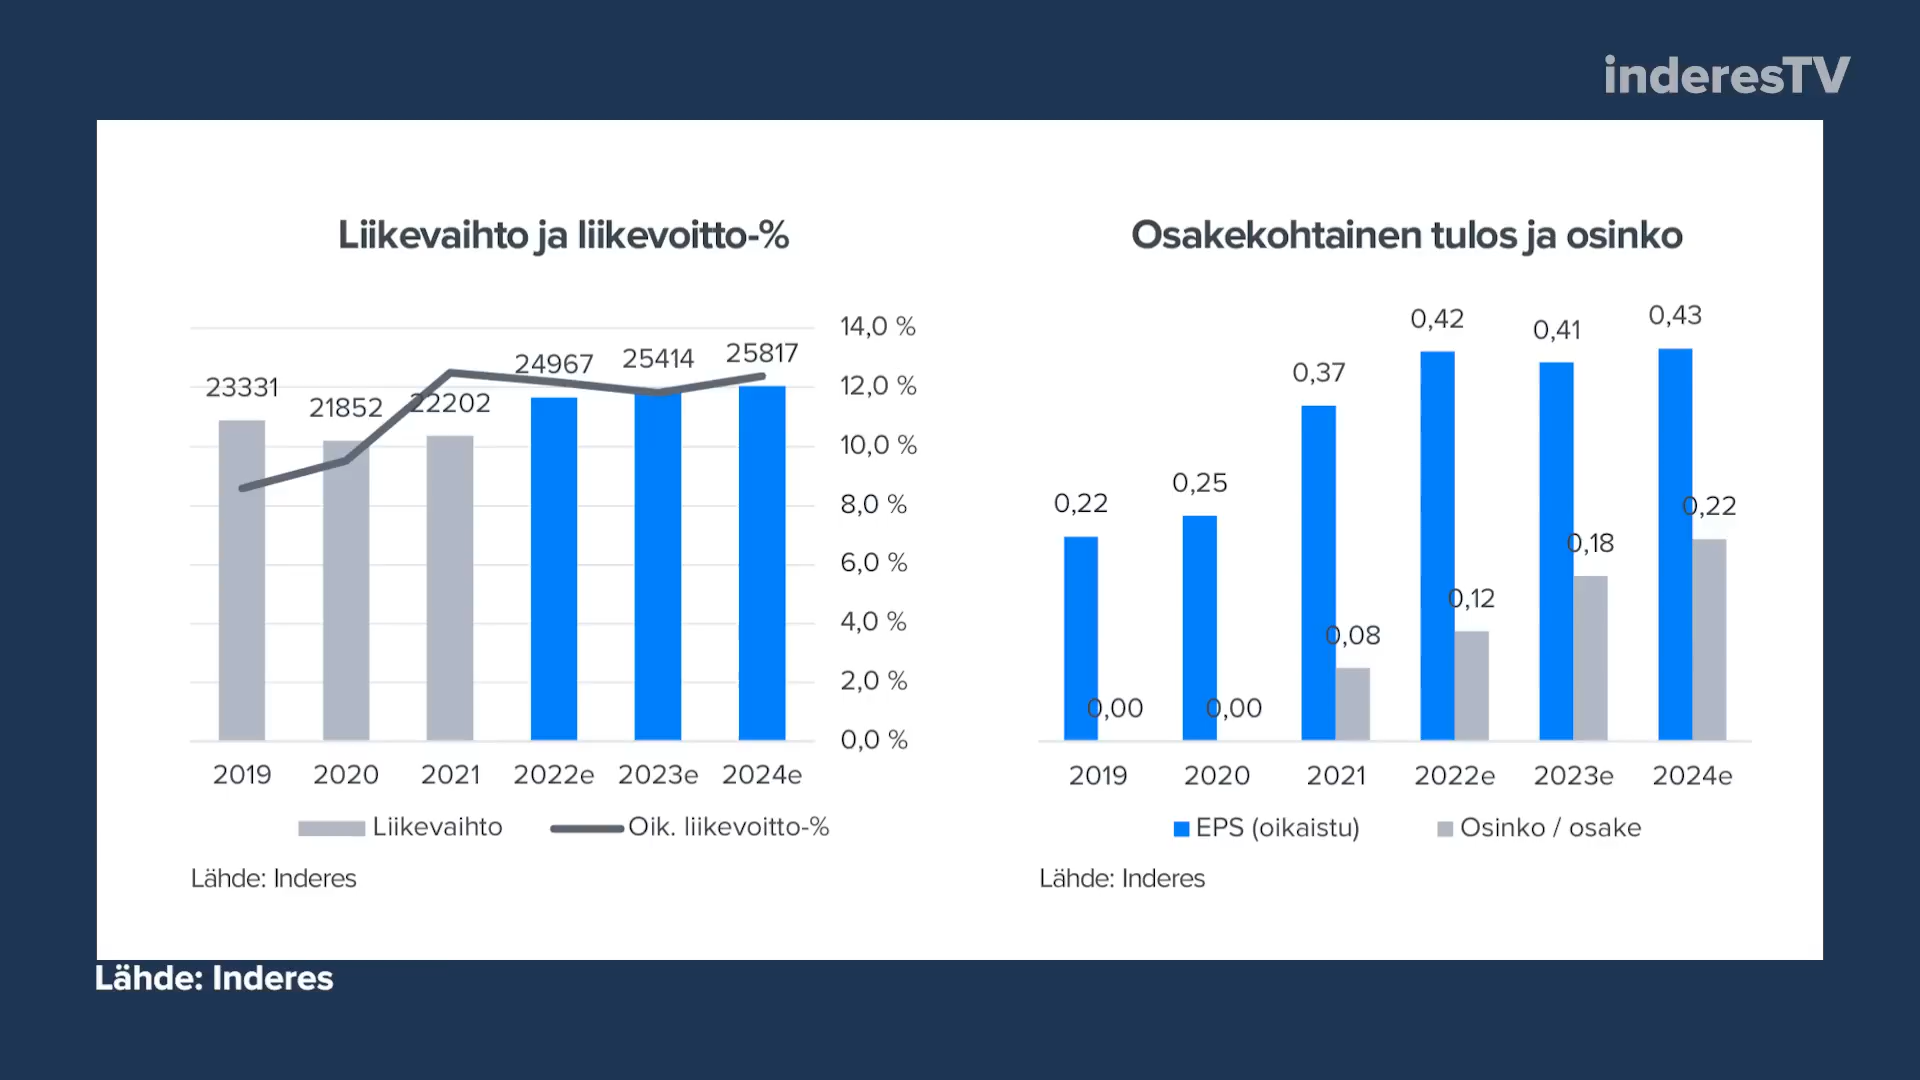 inderesTV
Liikevaihto ja liikevoitto-%
14,0 %
12,0 %
10,0 %
8,0 %
6,0 %
4,0 %
2,0 %
0,0 %
23331
21852
22202
24967
25414
25817
2019 2020 2021 2022e 2023e 2024e
Liikevaihto Oik. liikevoitto-%
Lähde: Inderes
Osakekohtainen tulos ja osinko
0,22
0,00
0,25
0,00
0,37
0,08
0,42
0,12
0,41
0,18
0,43
0,22
2019 2020 2021 2022e 2023e 2024e
EPS (oikaistu) Osinko / osake
Lähde: Inderes
Lähde: Inderes